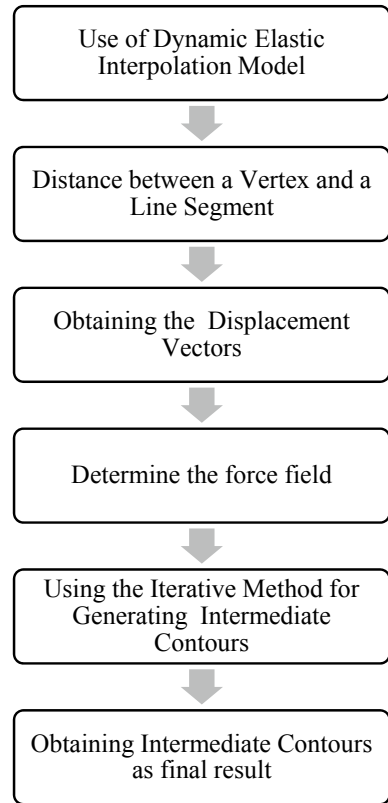 Use of Dynamic Elastic
Interpolation Model
Distance between a Vertex and a
Line Segment
Obtaining the Displacement
Vectors
Determine the force field
Using the Iterative Method for
Generating Intermediate
Contours
Obtaining Intermediate Contours
as final result